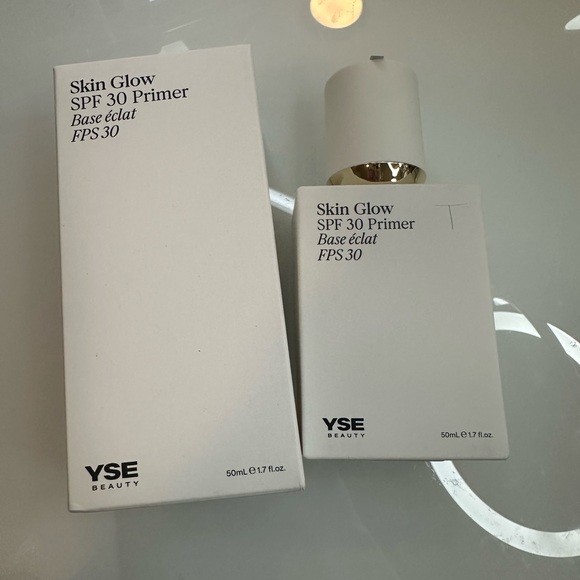 Skin Glow
SPF 30 Primer
Base éclat
FPS 30
YSE
BEAUTY
50mL e 1.7 fl.oz.
Skin Glow
SPF 30 Primer
Base éclat
FPS 30
T
YSE
BEAUTY
50mL e 1.7 fl.oz.